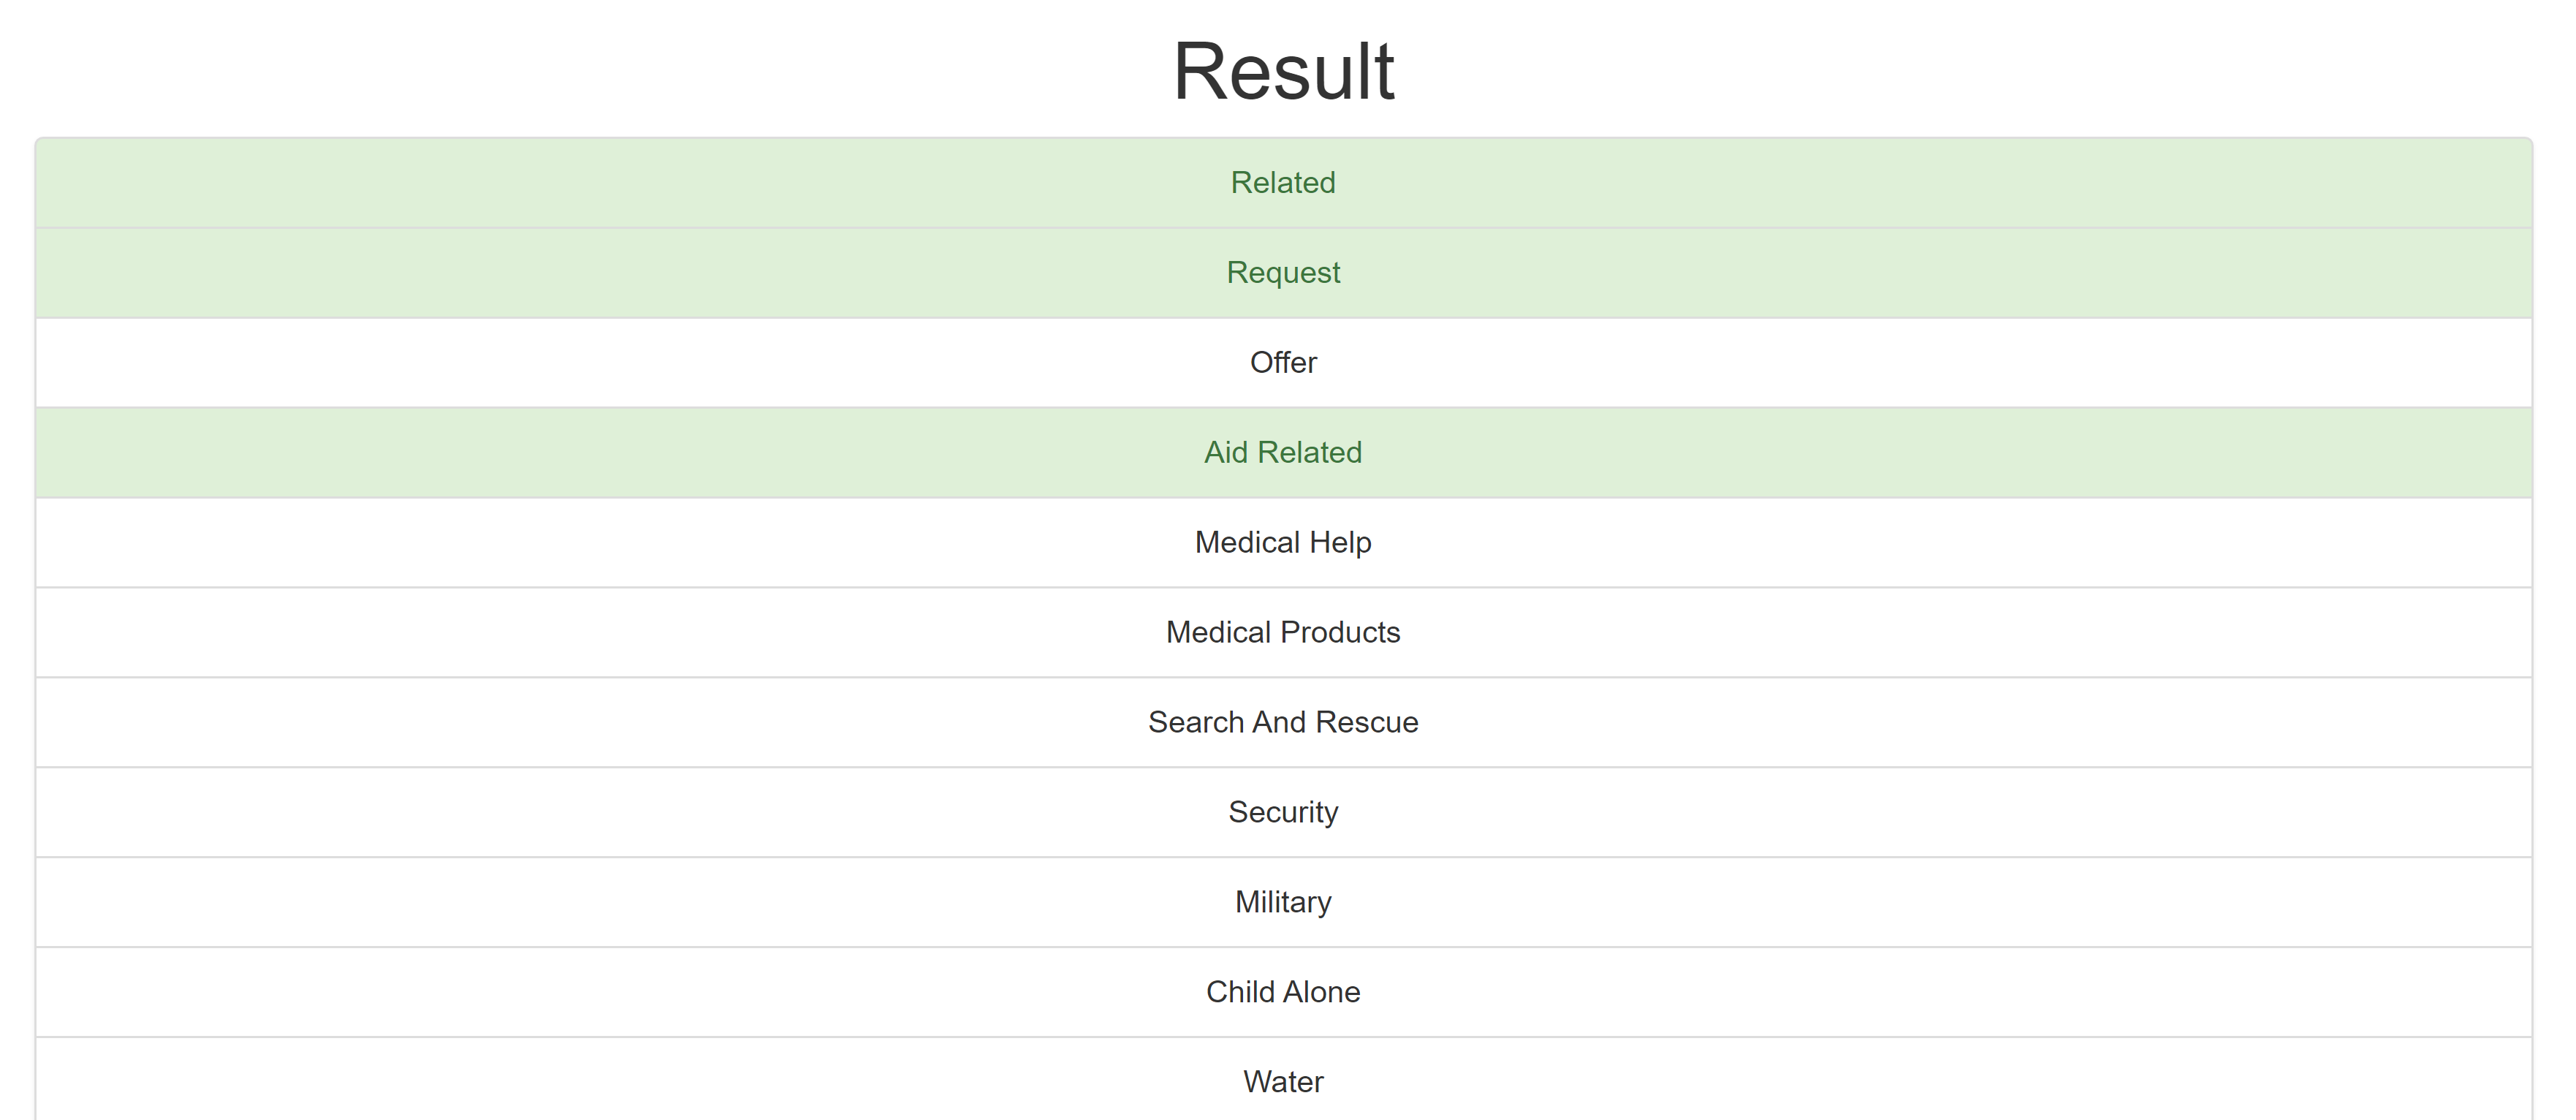 Result
Related
Request
Offer
Aid Related
Medical Help
Medical Products
Search And Rescue
Security
Military
Child Alone
Water